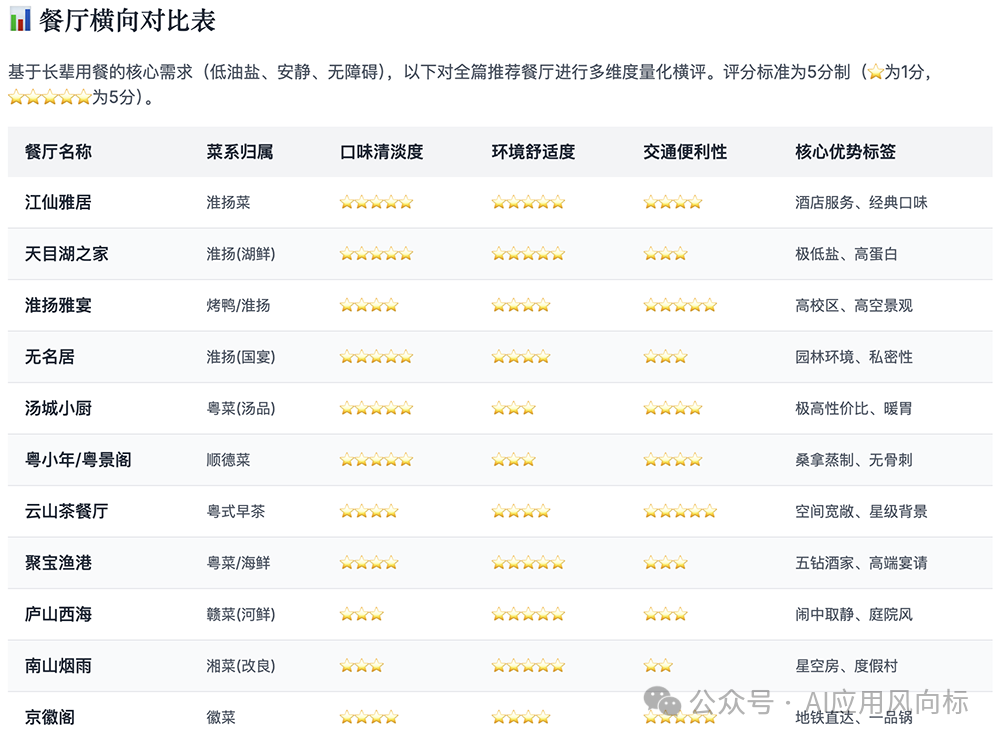 📊 餐厅横向对比表
基于长辈用餐的核心需求（低油盐、安静、无障碍），以下对全篇推荐餐厅进行多维度量化横评。评分标准为5分制（⭐为1分，
⭐⭐⭐⭐⭐为5分）。
餐厅名称 菜系归属 口味清淡度 环境舒适度 交通便利性 核心优势标签
江仙雅居 淮扬菜 ⭐⭐⭐⭐⭐ ⭐⭐⭐⭐⭐ ⭐⭐⭐⭐ 酒店服务、经典口味
天目湖之家 淮扬(湖鲜) ⭐⭐⭐⭐⭐ ⭐⭐⭐⭐⭐ ⭐⭐⭐ 极低盐、高蛋白
淮扬雅宴 烤鸭/淮扬 ⭐⭐⭐⭐ ⭐⭐⭐⭐ ⭐⭐⭐⭐⭐ 高校区、高空景观
无名居 淮扬(国宴) ⭐⭐⭐⭐⭐ ⭐⭐⭐⭐ ⭐⭐⭐ 园林环境、私密性
汤城小厨 粤菜(汤品) ⭐⭐⭐⭐⭐ ⭐⭐⭐ ⭐⭐⭐⭐ 极高性价比、暖胃
粤小年/粤景阁 顺德菜 ⭐⭐⭐⭐⭐ ⭐⭐⭐ ⭐⭐⭐⭐ 桑拿蒸制、无骨刺
云山茶餐厅 粤式早茶 ⭐⭐⭐⭐ ⭐⭐⭐⭐ ⭐⭐⭐⭐⭐ 空间宽敞、星级背景
聚宝渔港 粤菜/海鲜 ⭐⭐⭐⭐ ⭐⭐⭐⭐⭐ ⭐⭐⭐ 五钻酒家、高端宴请
庐山西海 赣菜(河鲜) ⭐⭐⭐ ⭐⭐⭐⭐⭐ ⭐⭐⭐ 闹中取静、庭院风
南山烟雨 湘菜(改良) ⭐⭐⭐ ⭐⭐⭐⭐⭐ ⭐⭐ 星空房、度假村
京徽阁 徽菜 ⭐⭐⭐⭐ ⭐⭐⭐⭐ ⭐⭐⭐⭐⭐ 地铁直达、一品锅
公众号 · AI应用风向标